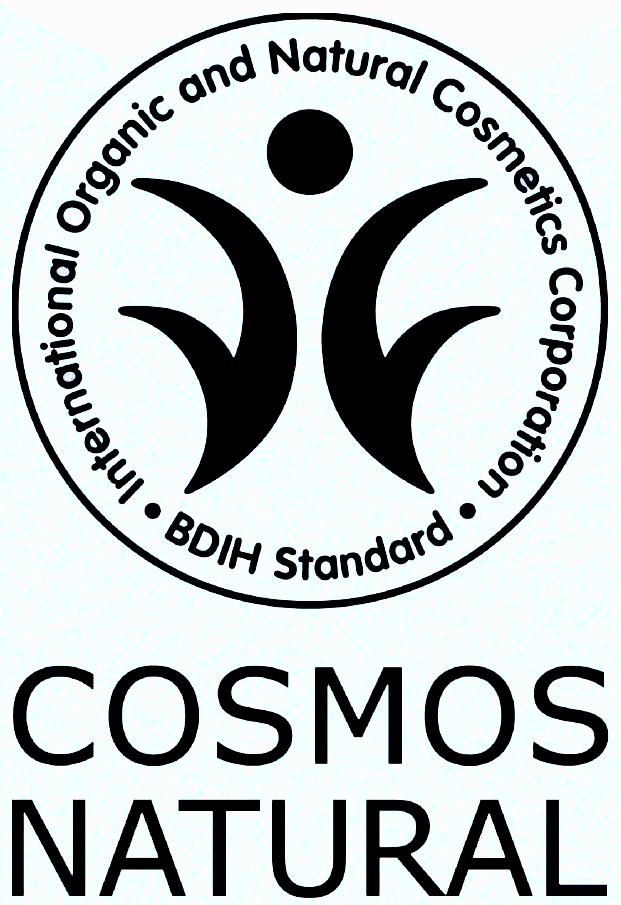 International Organic and Natural Cosmetics Corporation
• BDIH Standard •
COSMOS
NATURAL